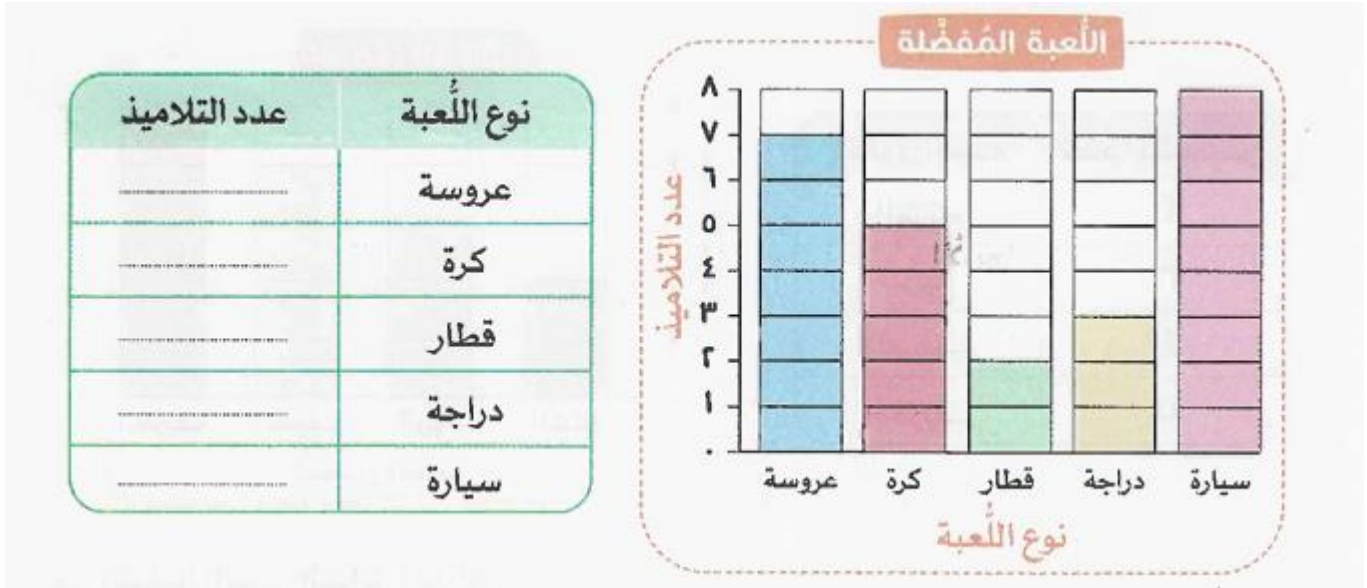 اللُّعبة المُفضَّلة
٨
٧
٦
٥
٤
٣
٢
١
٠
عدد التلاميذ
سيارة دراجة قطار كرة عروسة
نوع اللُّعبة
نوع اللُّعبة عدد التلاميذ
عروسة
كرة
قطار
دراجة
سيارة